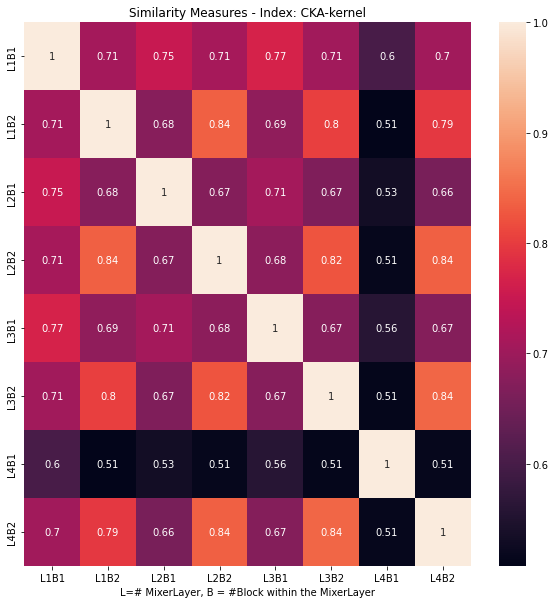 Similarity Measures - Index: CKA-kernel
L1B1 1 0.71 0.75 0.71 0.77 0.71 0.6 0.7
L1B2 0.71 1 0.68 0.84 0.69 0.8 0.51 0.79
L2B1 0.75 0.68 1 0.67 0.71 0.67 0.53 0.66
L2B2 0.71 0.84 0.67 1 0.68 0.82 0.51 0.84
L3B1 0.77 0.69 0.71 0.68 1 0.67 0.56 0.67
L3B2 0.71 0.8 0.67 0.82 0.67 1 0.51 0.84
L4B1 0.6 0.51 0.53 0.51 0.56 0.51 1 0.51
L4B2 0.7 0.79 0.66 0.84 0.67 0.84 0.51 1
L1B1 L1B2 L2B1 L2B2 L3B1 L3B2 L4B1 L4B2
L=# MixerLayer, B = #Block within the MixerLayer
1.0
0.9
0.8
0.7
0.6